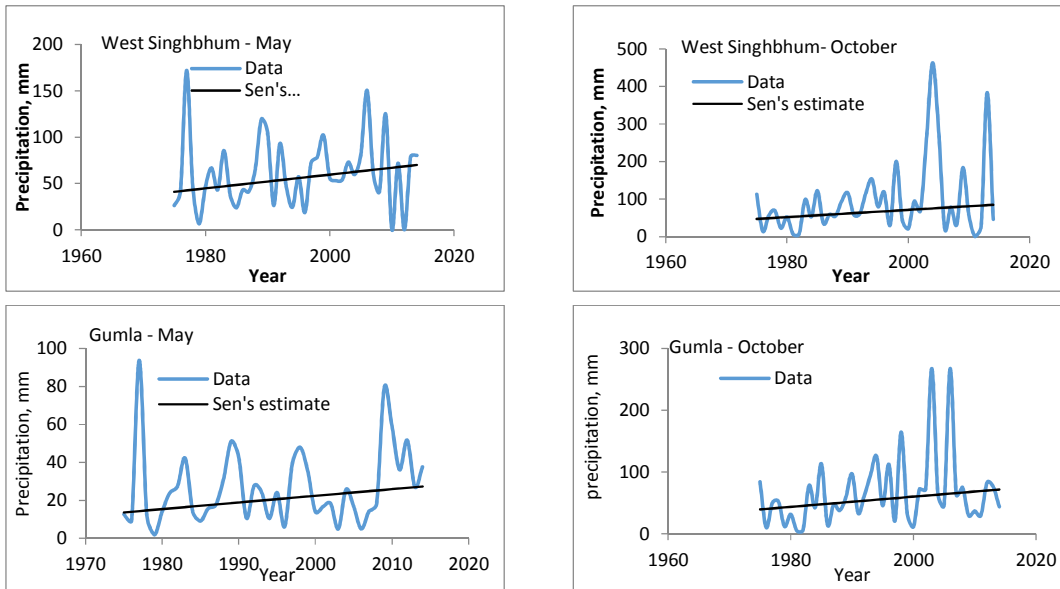 West Singhbhum - May
Data
Sen's...
Precipitation, mm
200
150
100
50
0
1960
1980
2000
2020
Year
West Singhbhum- October
Data
Sen's estimate
Precipitation, mm
500
400
300
200
100
0
1960
1980
2000
2020
Year
Gumla - May
Data
Sen's estimate
Precipitation, mm
100
80
60
40
20
0
1970
1980
1990
2000
2010
2020
Year
Gumla - October
Data
precipitation, mm
300
200
100
0
1960
1980
2000
2020
Year